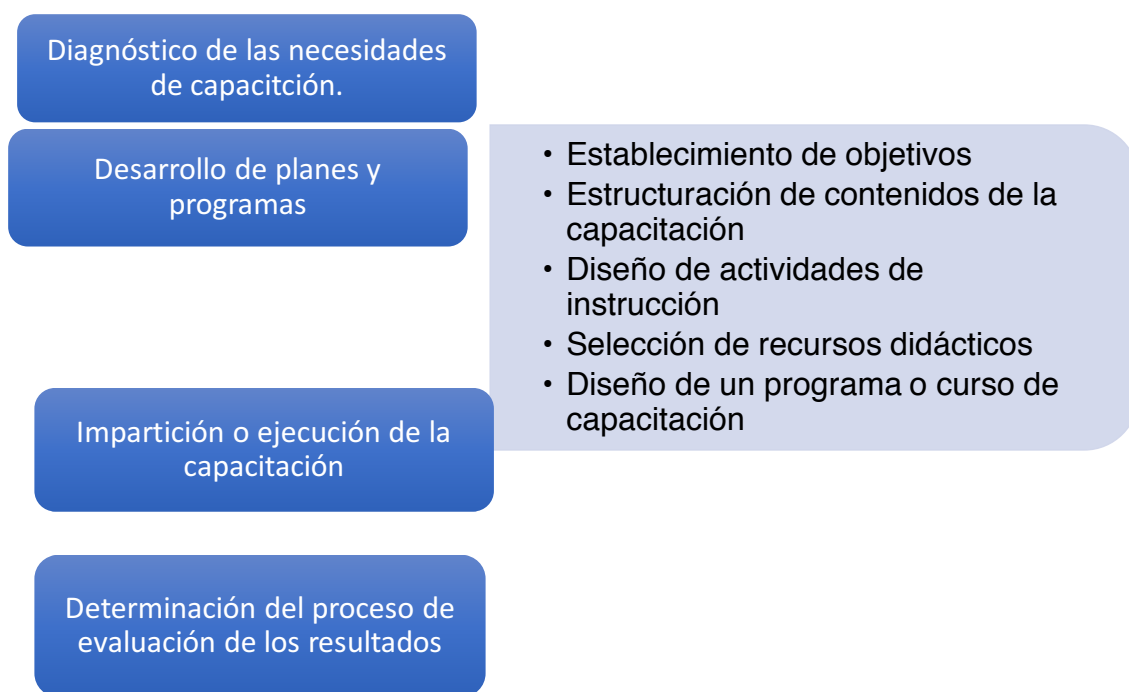 Diagnóstico de las necesidades
de capacitción.
Desarrollo de planes y
programas
• Establecimiento de objetivos
• Estructuración de contenidos de la
capacitación
• Diseño de actividades de
instrucción
• Selección de recursos didácticos
• Diseño de un programa o curso de
capacitación
Impartición o ejecución de la
capacitación
Determinación del proceso de
evaluación de los resultados